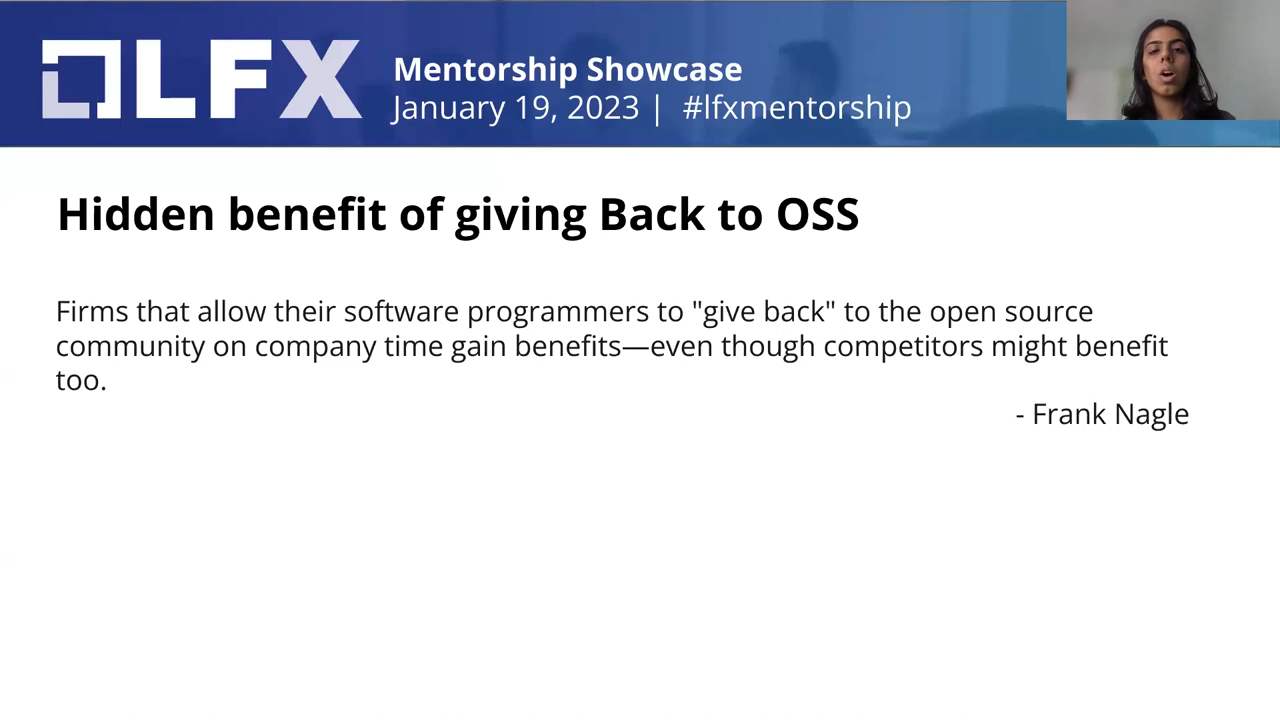 LFX
Mentorship Showcase
January 19, 2023 | #lfxmentorship
Hidden benefit of giving Back to OSS
Firms that allow their software programmers to "give back" to the open source
community on company time gain benefits—even though competitors might benefit
too.
- Frank Nagle